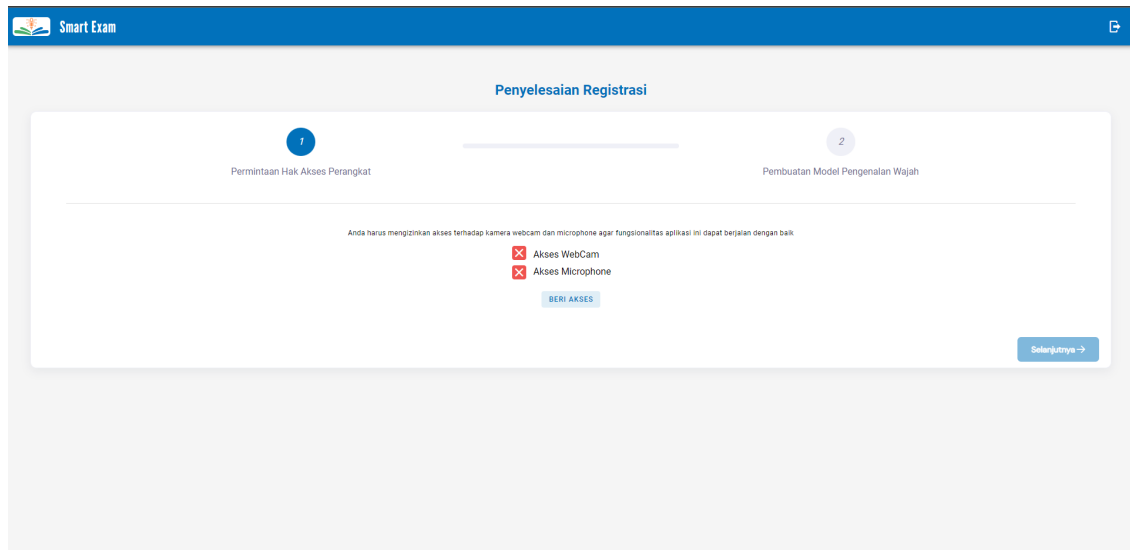 Smart Exam
Penyelesaian Registrasi
1
2
Permintaan Hak Akses Perangkat
Pembuatan Model Pengenalan Wajah
Anda harus mengizinkan akses terhadap kamera webcam dan microphone agar fungsionalitas aplikasi ini dapat berjalan dengan baik
Akses WebCam
Akses Microphone
BERI AKSES
Selanjutnya →